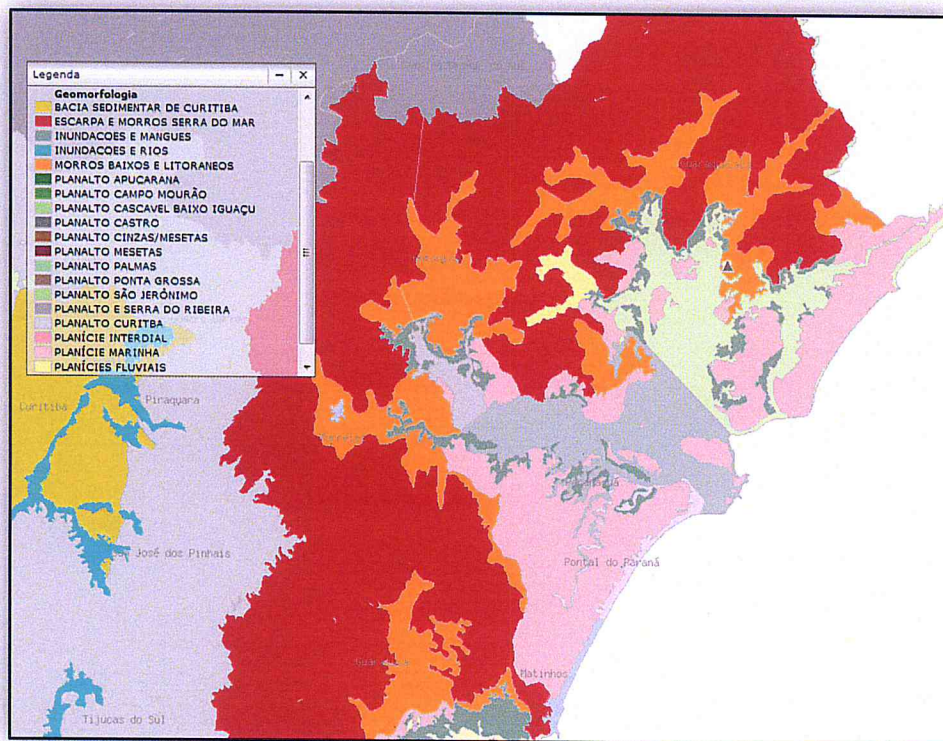 Legenda
Geomorfologia
BACIA SEDIMENTAR DE CURITIBA
ESCARPA E MORROS SERRA DO MAR
INUNDACOES E MANGUES
INUNDACOES E RIOS
MORROS BAIXOS E LITORANEOS
PLANALTO APUCARANA
PLANALTO CAMPO MOURÃO
PLANALTO CASCAVEL BAIXO IGUAÇU
PLANALTO CASTRO
PLANALTO CINZAS/MESETAS
PLANALTO MESETAS
PLANALTO PALMAS
PLANALTO PONTA GROSSA
PLANALTO SÃO JERÔNIMO
PLANALTO E SERRA DO RIBEIRA
PLANALTO CURITBA
PLANÍCIE INTERDIAL
PLANÍCIE MARINHA
PLANÍCIES FLUVIAIS
Curitiba
Piraquara
José dos Pinhais
Pontal do Paraná
Matinhos
Tijucas do Sul